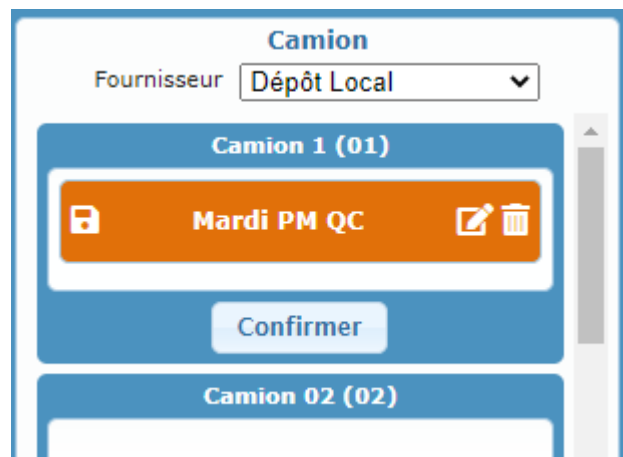 Camion
Fournisseur Dépôt Local
Camion 1 (01)
Mardi PM QC
Confirmer
Camion 02 (02)